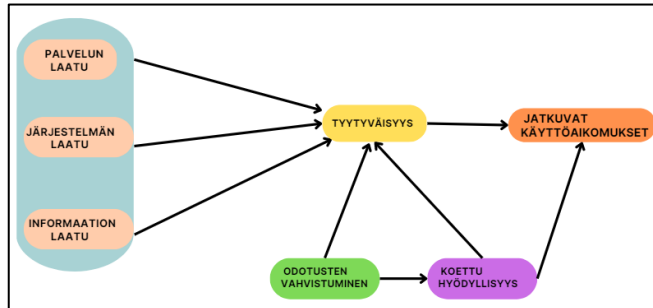 PALVELUN
LAATU
JÄRJESTELMÄN
LAATU
INFORMAATION
LAATU
TYYTYVÄISYYS
JATKUVAT
KÄYTTÖAIKOMUKSET
ODOTUSTEN
VAHVISTUMINEN
KOETTU
HYÖDYLLISYYS